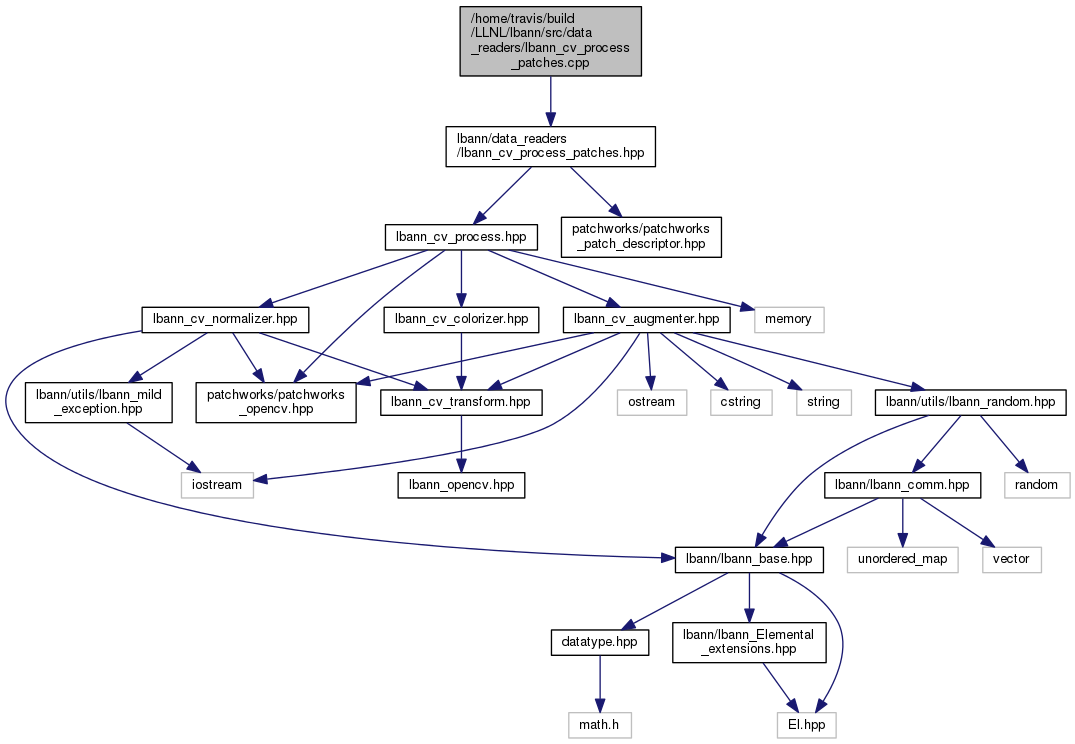 /home/travis/build
/LLNL/lbann/src/data
_readers/lbann_cv_process
_patches.cpp
lbann/data_readers
/lbann_cv_process_patches.hpp
lbann_cv_process.hpp
patchworks/patchworks
_patch_descriptor.hpp
lbann_cv_normalizer.hpp
lbann_cv_colorizer.hpp
lbann_cv_augmenter.hpp
memory
lbann/utils/lbann_mild
_exception.hpp
patchworks/patchworks
_opencv.hpp
lbann_cv_transform.hpp
ostream
cstring
string
lbann/utils/lbann_random.hpp
iostream
lbann_opencv.hpp
lbann/lbann_comm.hpp
random
lbann/lbann_base.hpp
unordered_map
vector
datatype.hpp
lbann/lbann_Elemental
_extensions.hpp
math.h
El.hpp